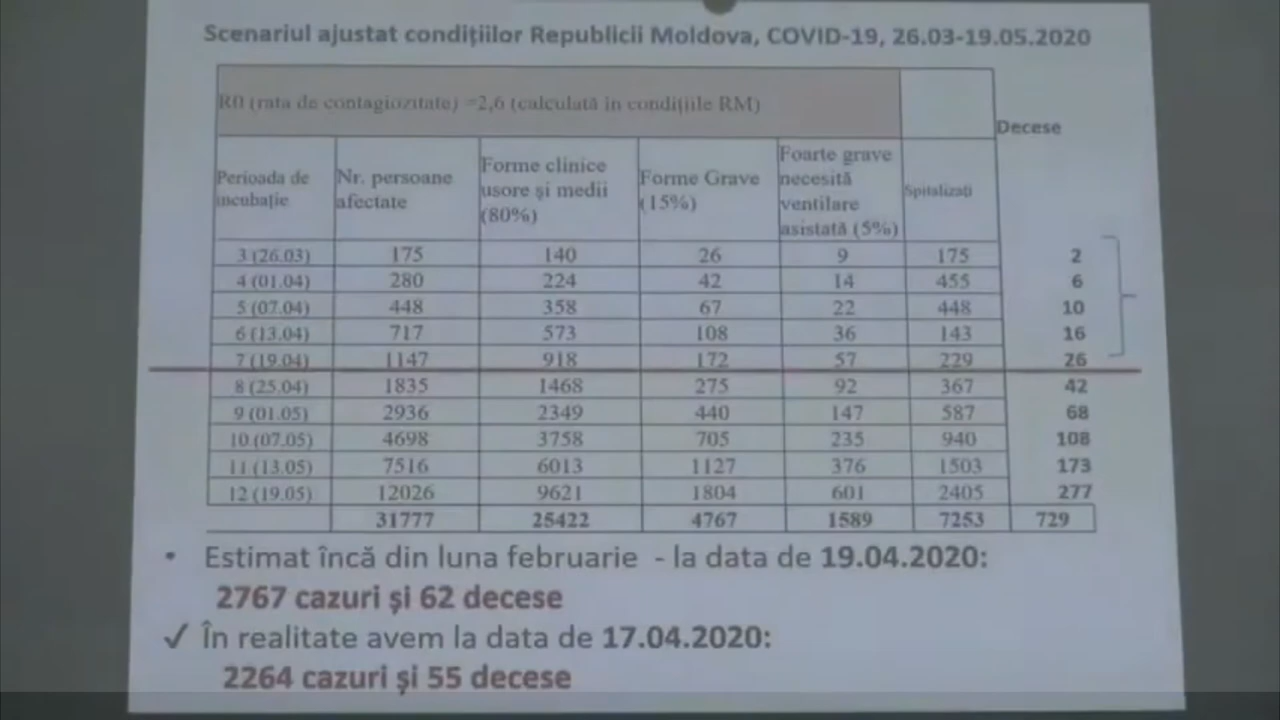 Scenariul ajustat condițiilor Republicii Moldova, COVID-19, 26.03-19.05.2020
R0 (rata de contagiozitate) =2,6 (calculată in condițiile RM)
Decese
Perioada de incubație Nr. persoane afectate Forme clinice usore și medii (80%) Forme Grave (15%) Foarte grave necesită ventilare asistată (5%) Spitalizați
3 (26.03) 175 140 26 9 175 2
4 (01.04) 280 224 42 14 455 6
5 (07.04) 448 358 67 22 448 10
6 (13.04) 717 573 108 36 143 16
7 (19.04) 1147 918 172 57 229 26
8 (25.04) 1835 1468 275 92 367 42
9 (01.05) 2936 2349 440 147 587 68
10 (07.05) 4698 3758 705 235 940 108
11 (13.05) 7516 6013 1127 376 1503 173
12 (19.05) 12026 9621 1804 601 2405 277
31777 25422 4767 1589 7253 729
• Estimat încă din luna februarie - la data de 19.04.2020:
2767 cazuri și 62 decese
✓ În realitate avem la data de 17.04.2020:
2264 cazuri și 55 decese